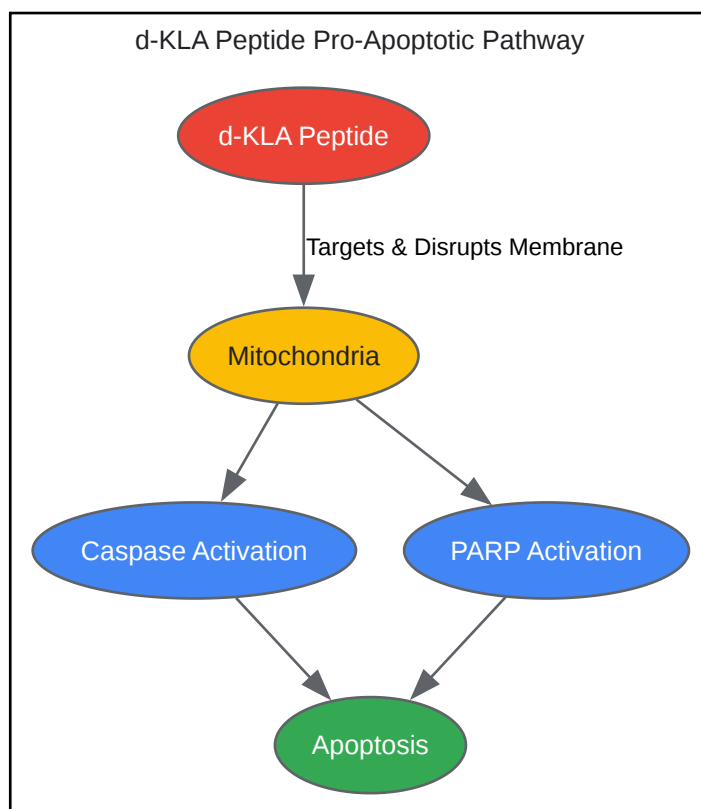 d-KLA Peptide Pro-Apoptotic Pathway
d-KLA Peptide
Targets & Disrupts Membrane
Mitochondria
Caspase Activation
PARP Activation
Apoptosis